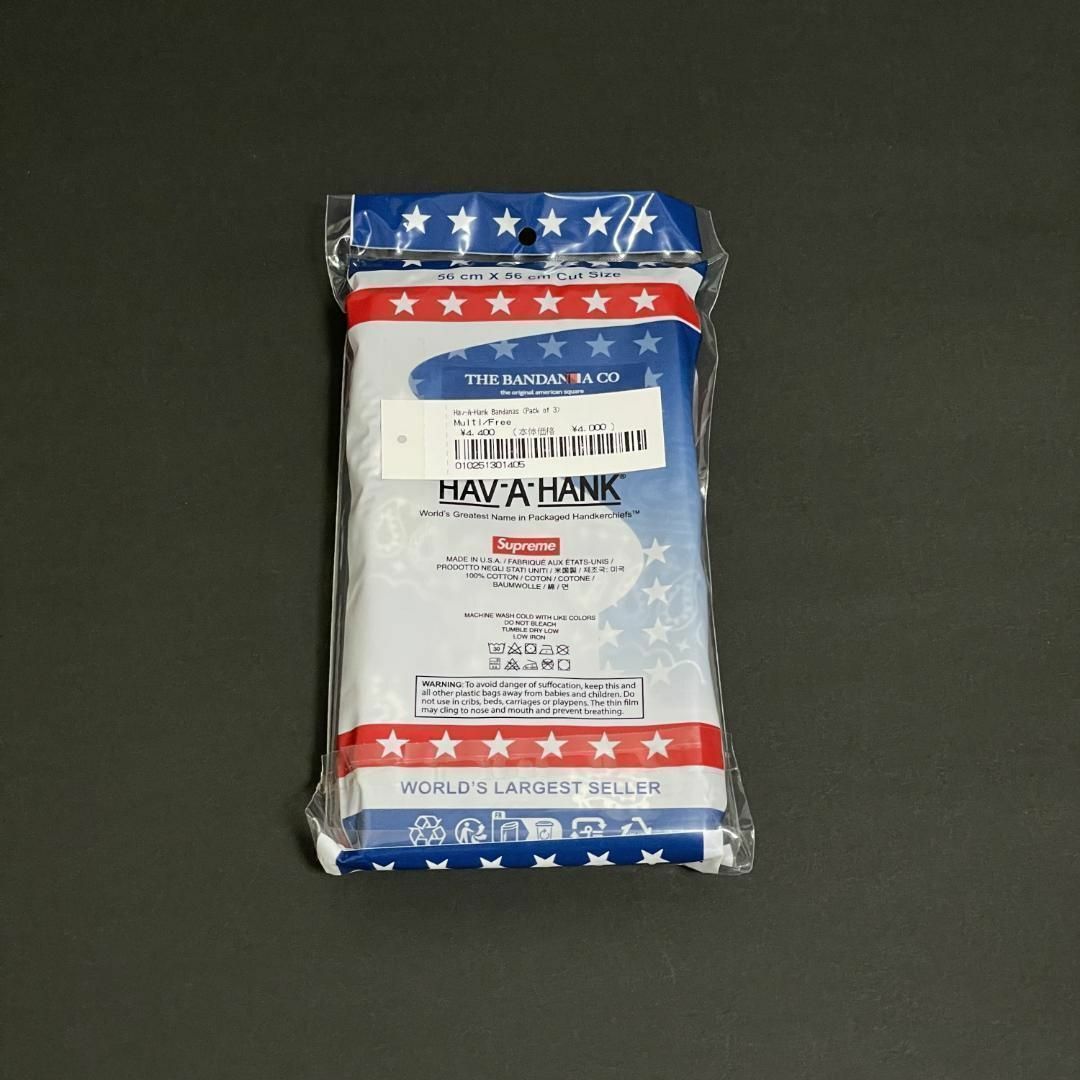 56 cm X 56 cm Cut Size
THE BANDANNA CO
the original american square
Hav-A-Hank Bandanas (Pack of 3)
Multi/Free
¥4,400 (本体価格 ¥4,000 )
010251301405
HAV-A-HANK®
World's Greatest Name in Packaged Handkerchiefs™
Supreme
MADE IN U.S.A. / FABRIQUÉ AUX ÉTATS-UNIS /
PRODOTTO NEGLI STATI UNITI / 米国製 / 제조국: 미국
100% COTTON / COTON / COTONE /
BAUMWOLLE / 綿 / 면
MACHINE WASH COLD WITH LIKE COLORS
DO NOT BLEACH
TUMBLE DRY LOW
LOW IRON
30
WARNING: To avoid danger of suffocation, keep this and
all other plastic bags away from babies and children. Do
not use in cribs, beds, carriages or playpens. The thin film
may cling to nose and mouth and prevent breathing.
WORLD'S LARGEST SELLER
FR